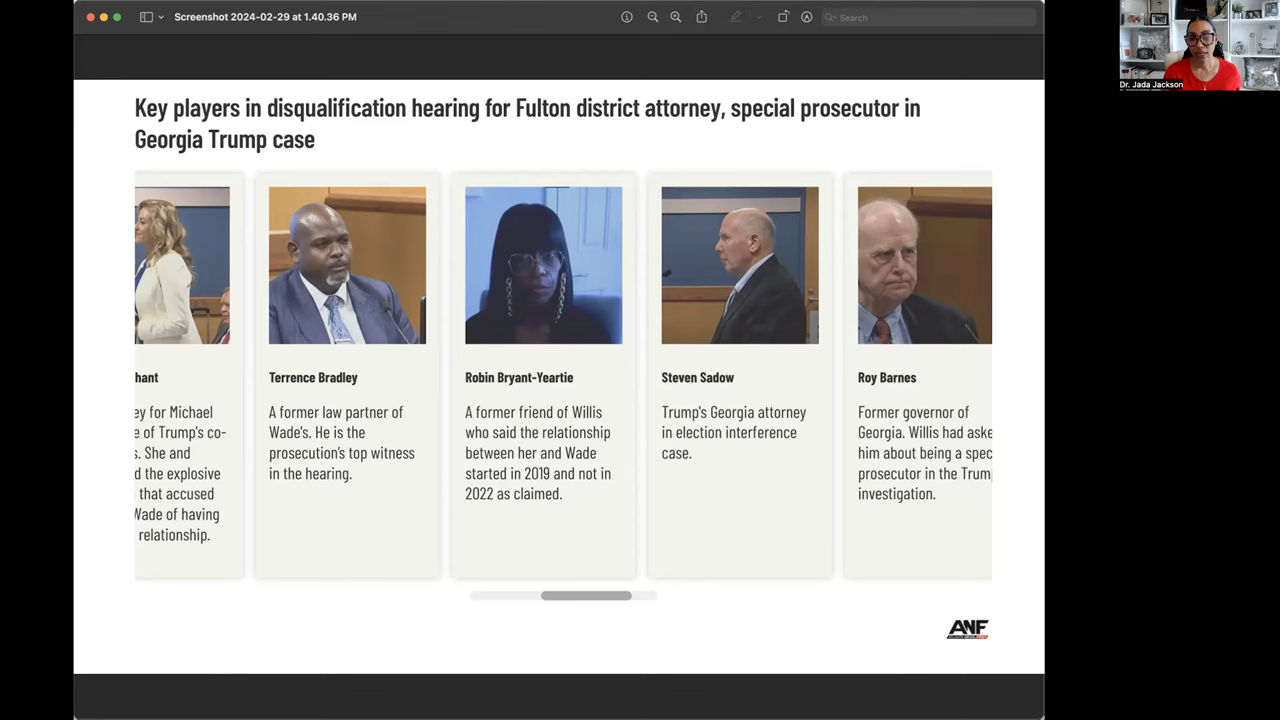 Screenshot 2024-02-29 at 1.40.36 PM
Search
Dr. Jada Jackson
Key players in disqualification hearing for Fulton district attorney, special prosecutor in
Georgia Trump case
hant
ey for Michael
e of Trump's co-
s. She and
d the explosive
that accused
Wade of having
relationship.
Terrence Bradley
A former law partner of
Wade's. He is the
prosecution's top witness
in the hearing.
Robin Bryant-Yeartie
A former friend of Willis
who said the relationship
between her and Wade
started in 2019 and not in
2022 as claimed.
Steven Sadow
Trump's Georgia attorney
in election interference
case.
Roy Barnes
Former governor of
Georgia. Willis had aske
him about being a spec
prosecutor in the Trum
investigation.
ANF